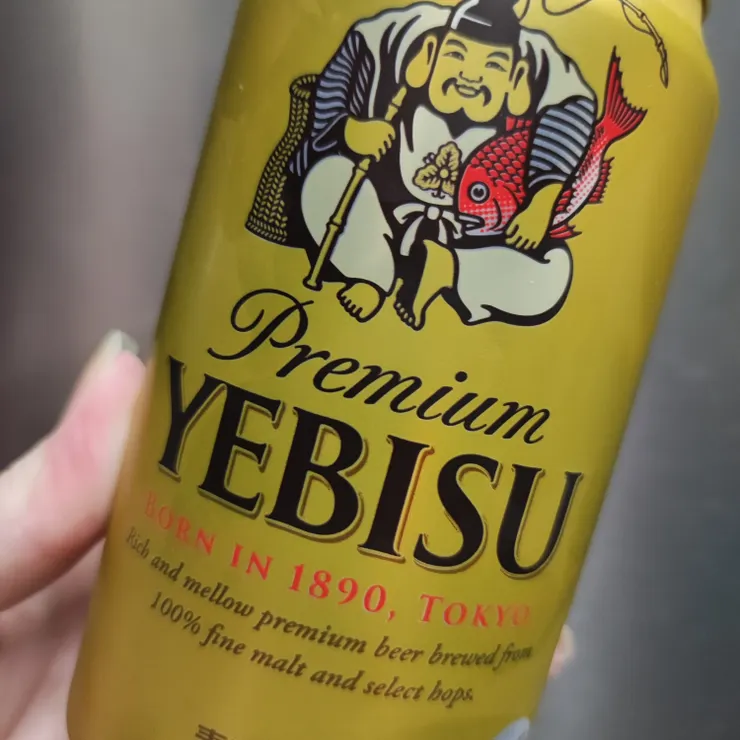 Premium
YEBISU
BORN IN 1890, TOKYO
Rich and mellow premium beer brewed from
100% fine malt and select hops.